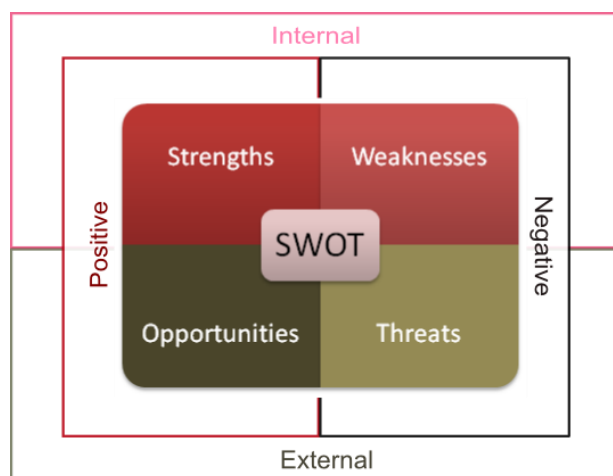 Internal
Strengths
Weaknesses
Positive
SWOT
Negative
Opportunities
Threats
External